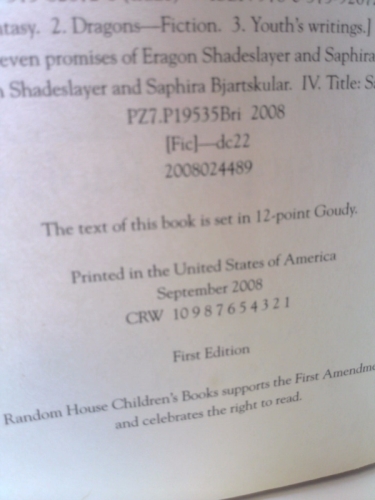 ntasy. 2. Dragons—Fiction. 3. Youth's writings.]
even promises of Eragon Shadeslayer and Saphira
Shadeslayer and Saphira Bjartskular. IV. Title:
PZ7.P19535Bri 2008
[Fic]—dc22
2008024489
The text of this book is set in 12-point Goudy.
Printed in the United States of America
September 2008
CRW 10 9 8 7 6 5 4 3 2 1
First Edition
Random House Children's Books supports the First Amendme
and celebrates the right to read.